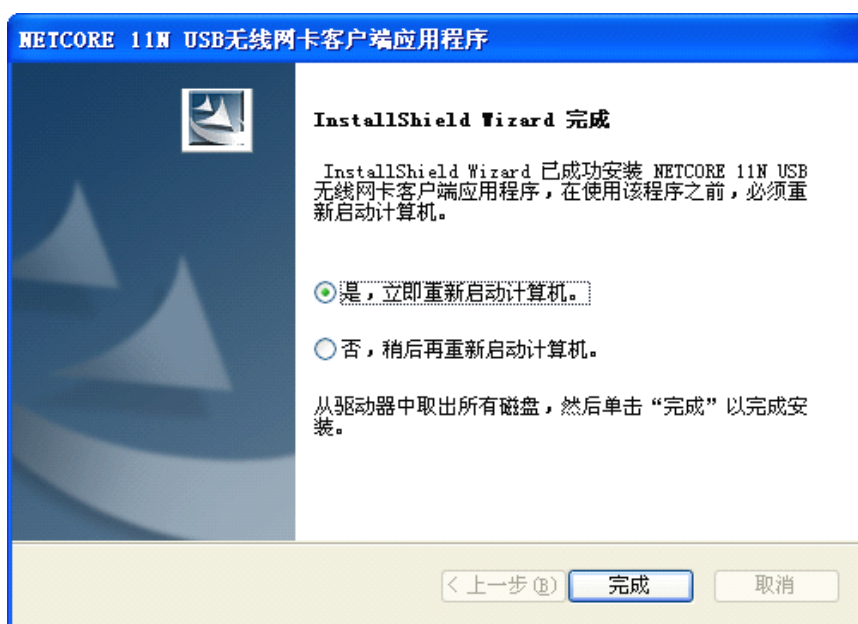 NETCORE 11N USB无线网卡客户端应用程序
InstallShield Wizard 完成
InstallShield Wizard 已成功安装 NETCORE 11N USB
无线网卡客户端应用程序，在使用该程序之前，必须重
新启动计算机。
是，立即重新启动计算机。
否，稍后再重新启动计算机。
从驱动器中取出所有磁盘，然后单击“完成”以完成安
装。
< 上一步(B) 完成 取消